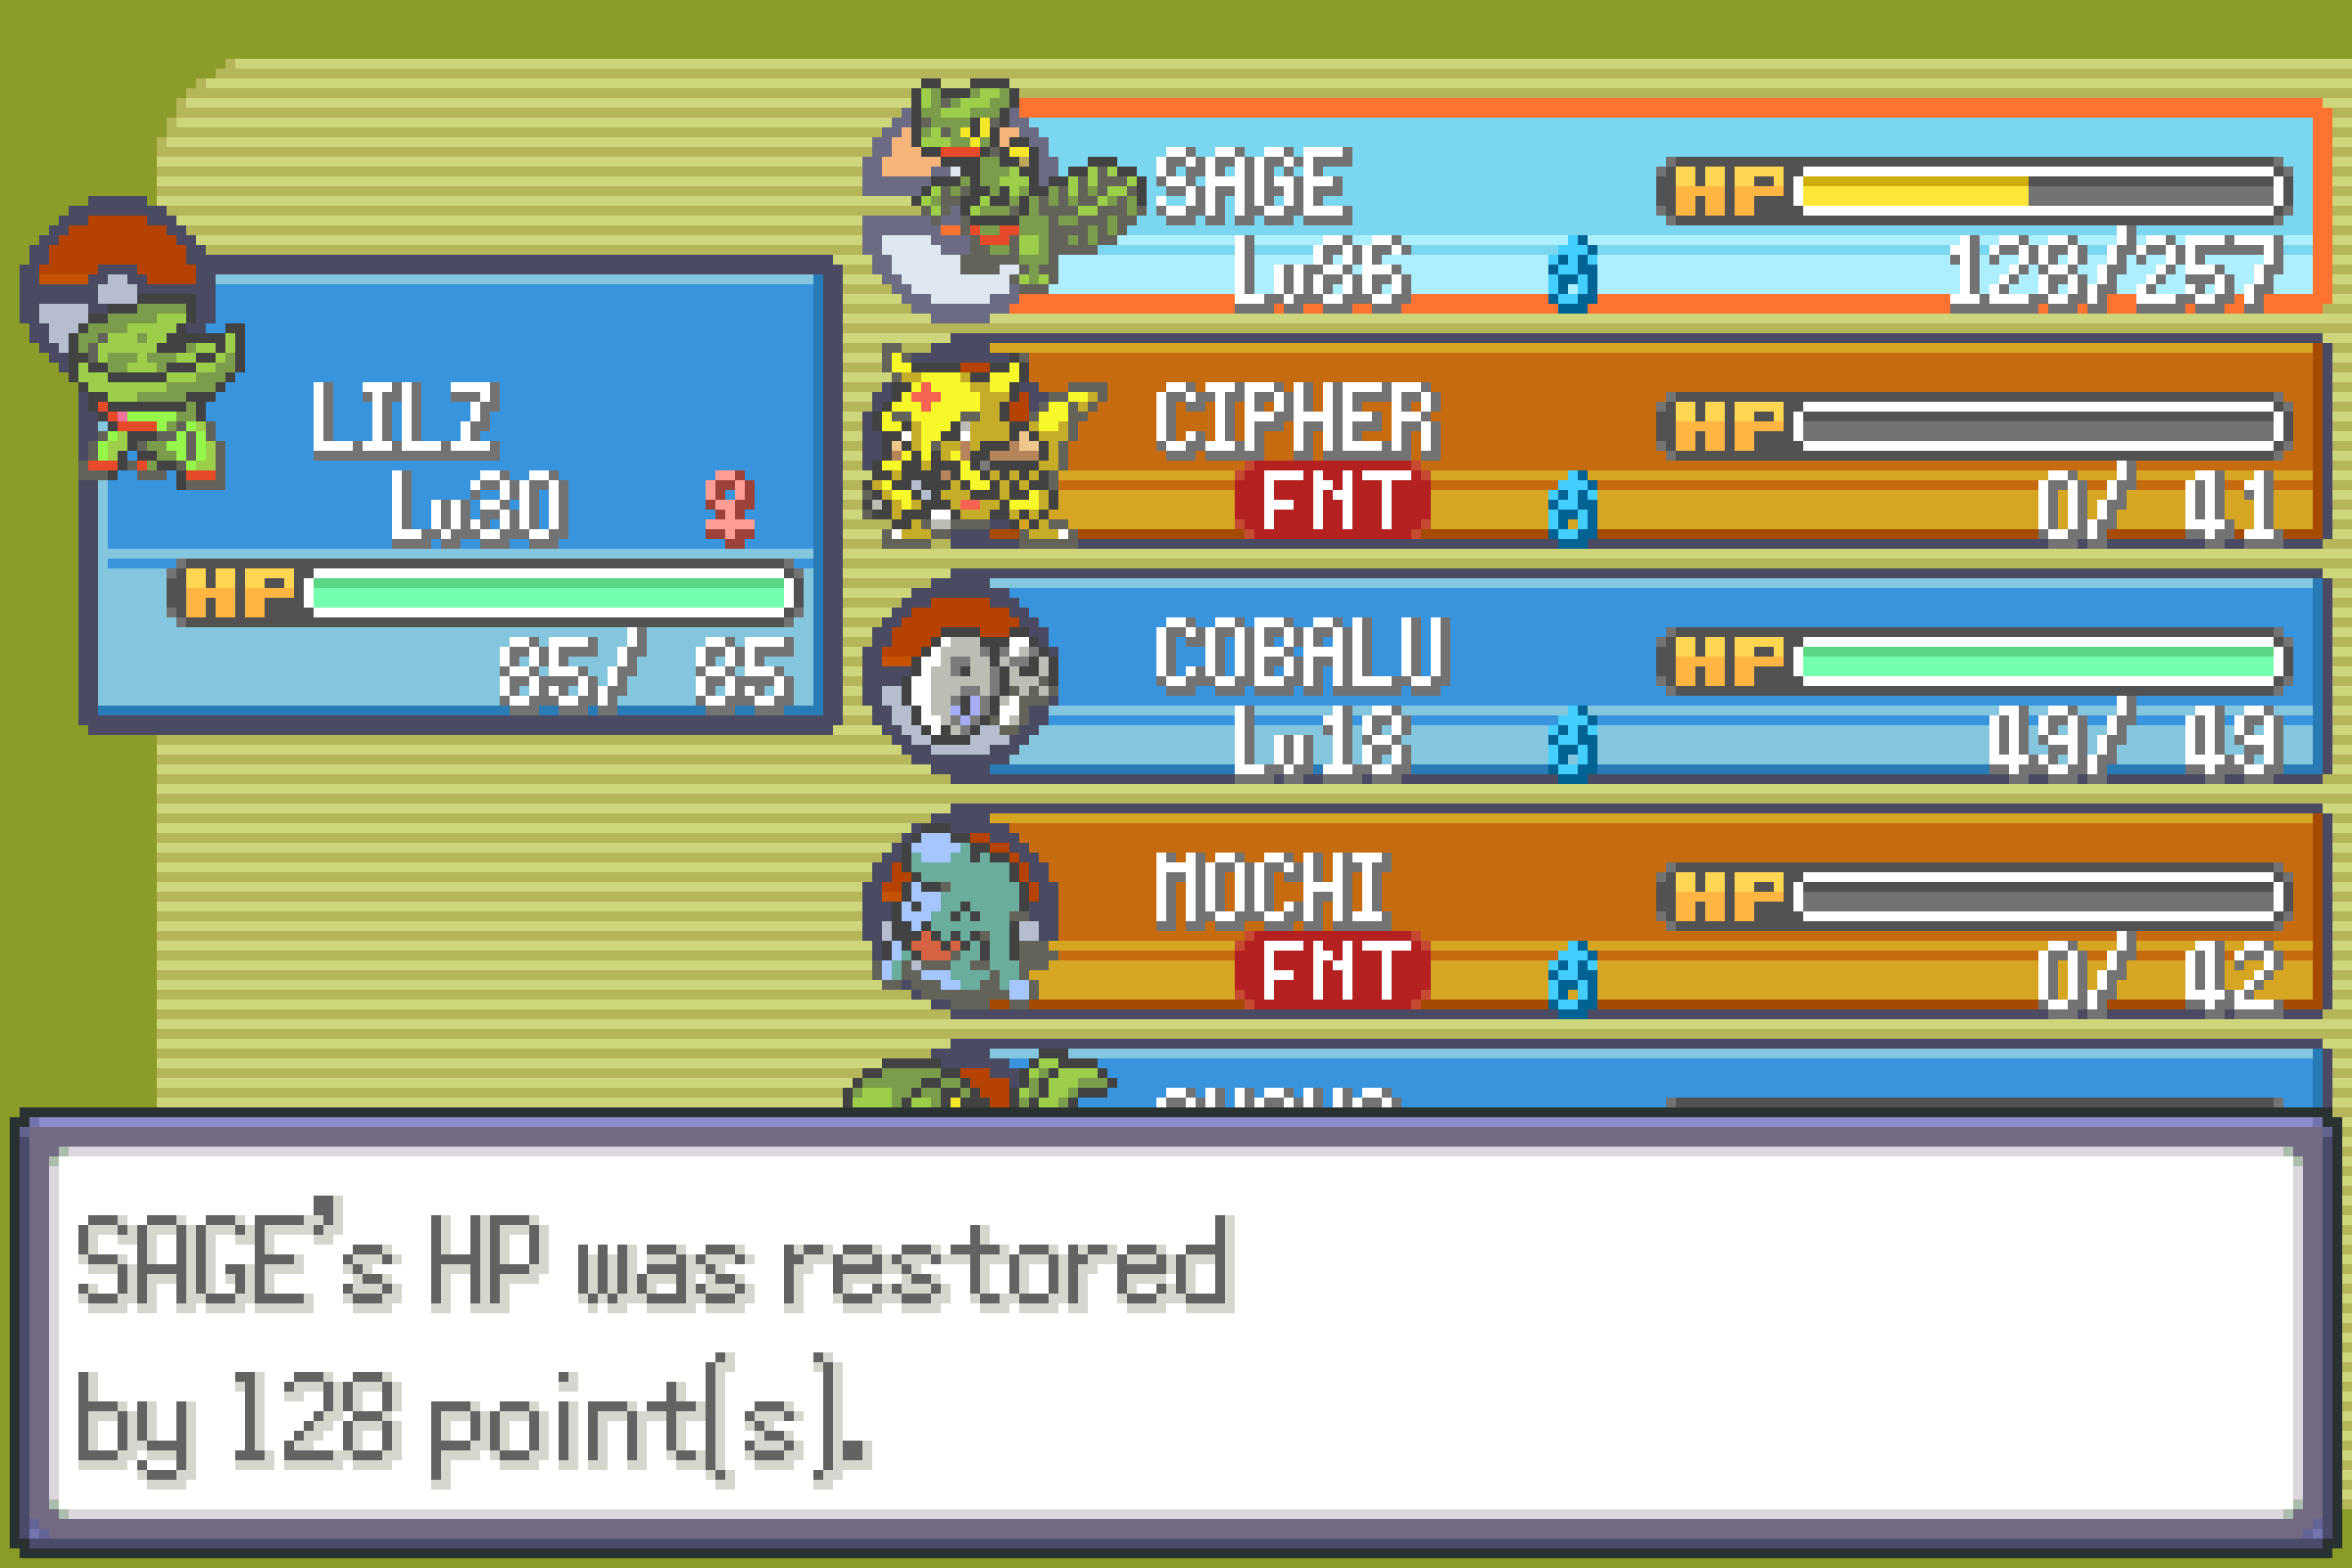 LILZ
Lv30 ♀
HP
85/ 85
SAGE
HP
Lv86
128/257
CIPHER
HP
FNT
0/ 41
COBALU
HP
Lv18
49/ 49
MOCHI
HP
FNT
0/ 42
SAGE's HP was restored
by 128 point(s).